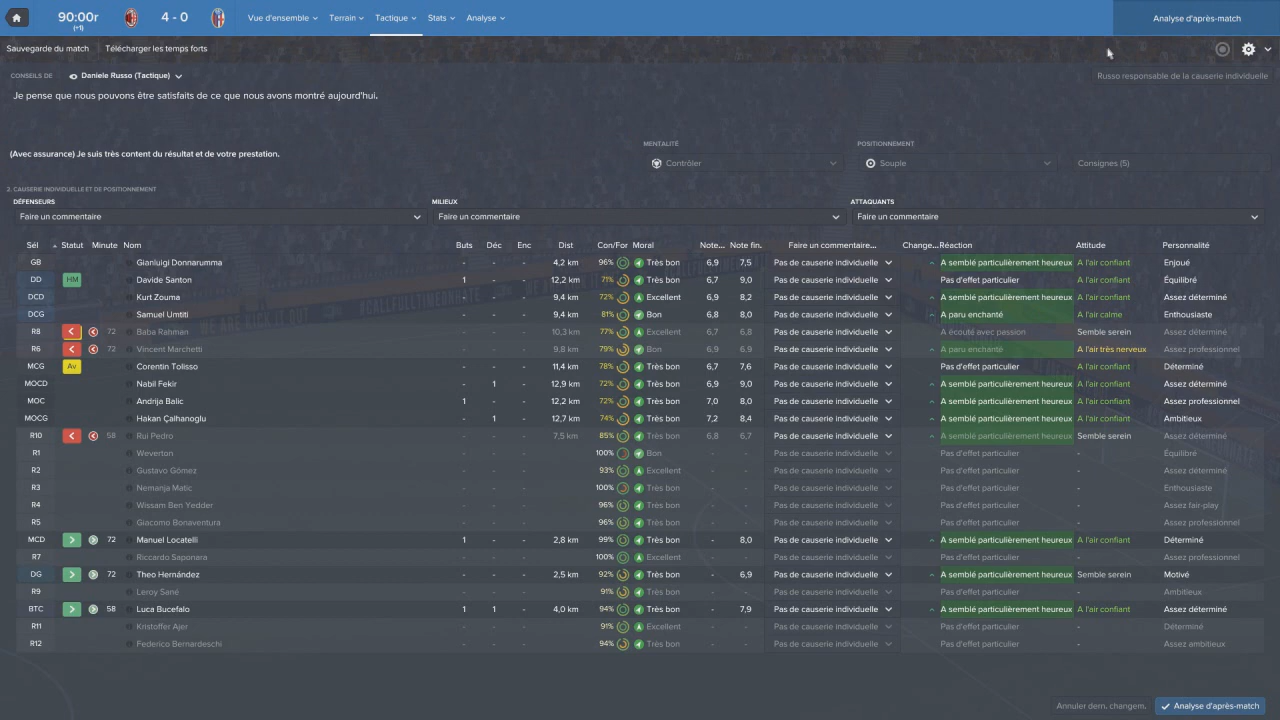 90:00r 4 - 0 Vue d'ensemble Terrain Tactique Stats Analyse Analyse d'après-match
(+1)
Sauvegarde du match Télécharger les temps forts
CONSEILS DE Daniele Russo (Tactique) Russo responsable de la causerie individuelle
Je pense que nous pouvons être satisfaits de ce que nous avons montré aujourd'hui.
MENTALITÉ POSITIONNEMENT
(Avec assurance) Je suis très content du résultat et de votre prestation.
Contrôler Souple Consignes (5)
2. CAUSERIE INDIVIDUELLE ET DE POSITIONNEMENT
DÉFENSEURS MILIEUX ATTAQUANTS
Faire un commentaire Faire un commentaire Faire un commentaire
Sél Statut Minute Nom Buts Déc Enc Dist Con/For Moral Note... Note fin. Faire un commentaire... Change... Réaction Attitude Personnalité
GB Gianluigi Donnarumma - - - 4,2 km 96% Très bon 6,9 7,5 Pas de causerie individuelle A semblé particulièrement heureux A l'air confiant Enjoué
DD HM Davide Santon 1 - - 12,2 km 71% Très bon 6,7 9,0 Pas de causerie individuelle Pas d'effet particulier A l'air confiant Équilibré
DCD Kurt Zouma - - - 9,4 km 72% Excellent 6,9 8,2 Pas de causerie individuelle A semblé particulièrement heureux A l'air confiant Assez déterminé
DCG Samuel Umtiti - - - 9,4 km 81% Bon 6,8 8,0 Pas de causerie individuelle A paru enchanté A l'air calme Enthousiaste
R8 72 Baba Rahman - - - 10,3 km 77% Excellent 6,7 6,8 Pas de causerie individuelle A écouté avec passion Semble serein Assez déterminé
R6 72 Vincent Marchetti - - - 9,8 km 79% Bon 6,9 6,9 Pas de causerie individuelle A paru enchanté A l'air très nerveux Assez professionnel
MCG Av Corentin Tolisso - - - 11,4 km 78% Très bon 6,7 7,6 Pas de causerie individuelle Pas d'effet particulier A l'air confiant Déterminé
MOCD Nabil Fekir - 1 - 12,9 km 72% Très bon 6,9 9,0 Pas de causerie individuelle A semblé particulièrement heureux A l'air confiant Assez déterminé
MOC Andrija Balic 1 - - 12,2 km 72% Très bon 7,0 8,0 Pas de causerie individuelle A semblé particulièrement heureux A l'air confiant Assez professionnel
MOCG Hakan Çalhanoglu - 1 - 12,7 km 74% Très bon 7,2 8,4 Pas de causerie individuelle A semblé particulièrement heureux A l'air confiant Ambitieux
R10 58 Rui Pedro - - - 7,5 km 85% Très bon 6,8 6,7 Pas de causerie individuelle A semblé particulièrement heureux Semble serein Assez déterminé
R1 Weverton - - - 100% Bon - - Pas de causerie individuelle Pas d'effet particulier - Équilibré
R2 Gustavo Gómez - - - 93% Excellent - - Pas de causerie individuelle Pas d'effet particulier - Assez déterminé
R3 Nemanja Matic - - - 100% Très bon - - Pas de causerie individuelle Pas d'effet particulier - Enthousiaste
R4 Wissam Ben Yedder - - - 96% Très bon - - Pas de causerie individuelle Pas d'effet particulier - Assez fair-play
R5 Giacomo Bonaventura - - - 96% Très bon - - Pas de causerie individuelle Pas d'effet particulier - Assez professionnel
MCD 72 Manuel Locatelli 1 - - 2,8 km 99% Très bon - 8,0 Pas de causerie individuelle A semblé particulièrement heureux A l'air confiant Déterminé
R7 Riccardo Saponara - - - 100% Excellent - - Pas de causerie individuelle Pas d'effet particulier - Assez professionnel
DG 72 Theo Hernández - - - 2,5 km 92% Très bon - 6,9 Pas de causerie individuelle A semblé particulièrement heureux Semble serein Motivé
R9 Leroy Sané - - - 91% Très bon - - Pas de causerie individuelle Pas d'effet particulier - Ambitieux
BTC 58 Luca Bucefalo 1 1 - 4,0 km 94% Très bon - 7,9 Pas de causerie individuelle A semblé particulièrement heureux A l'air confiant Assez déterminé
R11 Kristoffer Ajer - - - 91% Excellent - - Pas de causerie individuelle Pas d'effet particulier - Déterminé
R12 Federico Bernardeschi - - - 94% Très bon - - Pas de causerie individuelle Pas d'effet particulier - Assez ambitieux
Annuler dern. changem. Analyse d'après-match